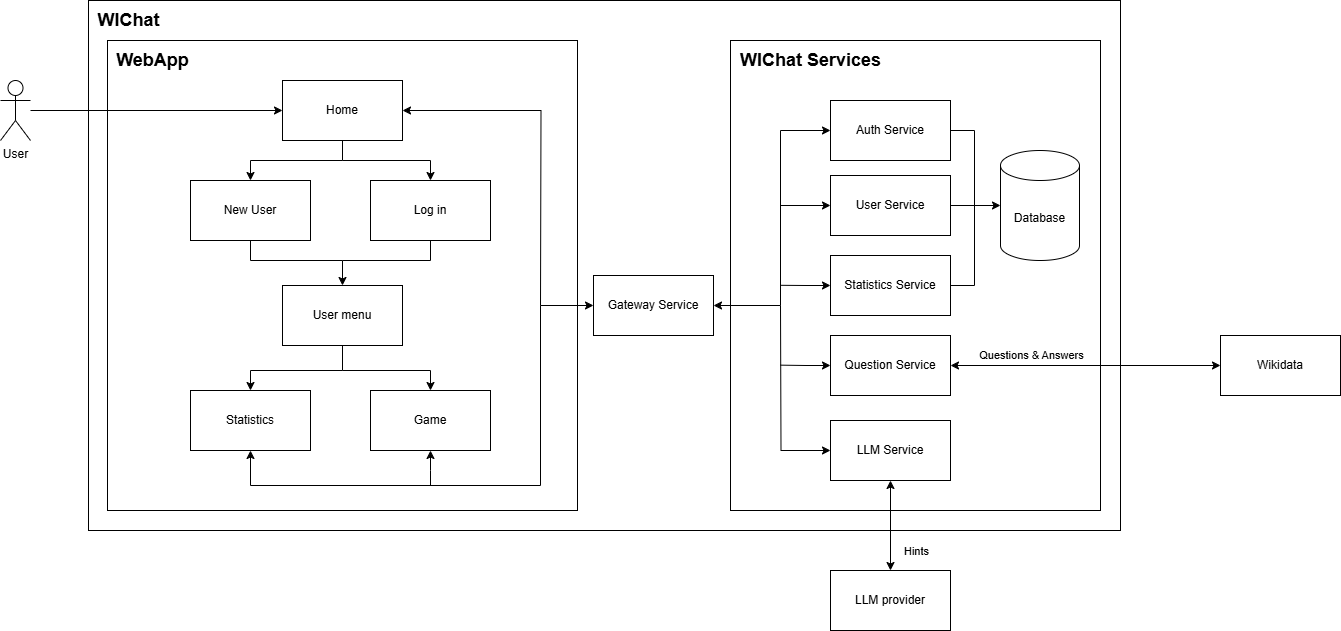 WIChat
WebApp
WIChat Services
Home
Auth Service
User
New User
Log in
User Service
Database
User menu
Gateway Service
Statistics Service
Questions & Answers
Question Service
Wikidata
Statistics
Game
LLM Service
Hints
LLM provider